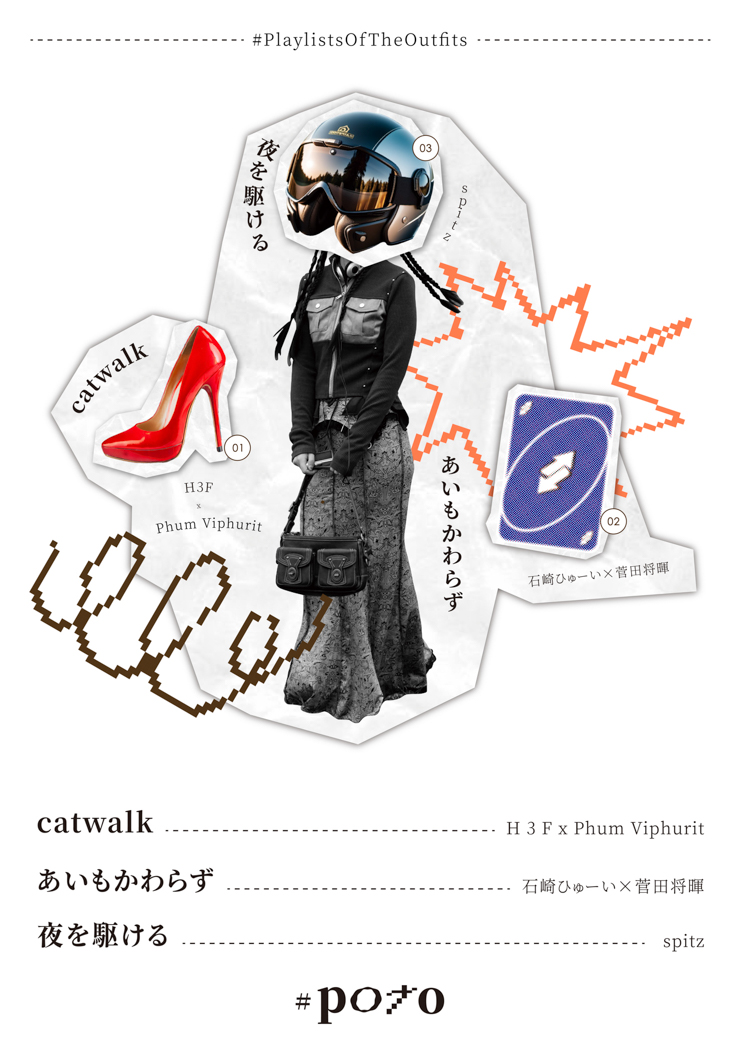 #PlaylistsOfTheOutfits
夜を駆ける
03
spitz
catwalk
01
H3F
x
Phum Viphurit
あいもかわらず
02
石崎ひゅーい×菅田将暉
catwalk H 3 F x Phum Viphurit
あいもかわらず 石崎ひゅーい×菅田将暉
夜を駆ける spitz
#poto